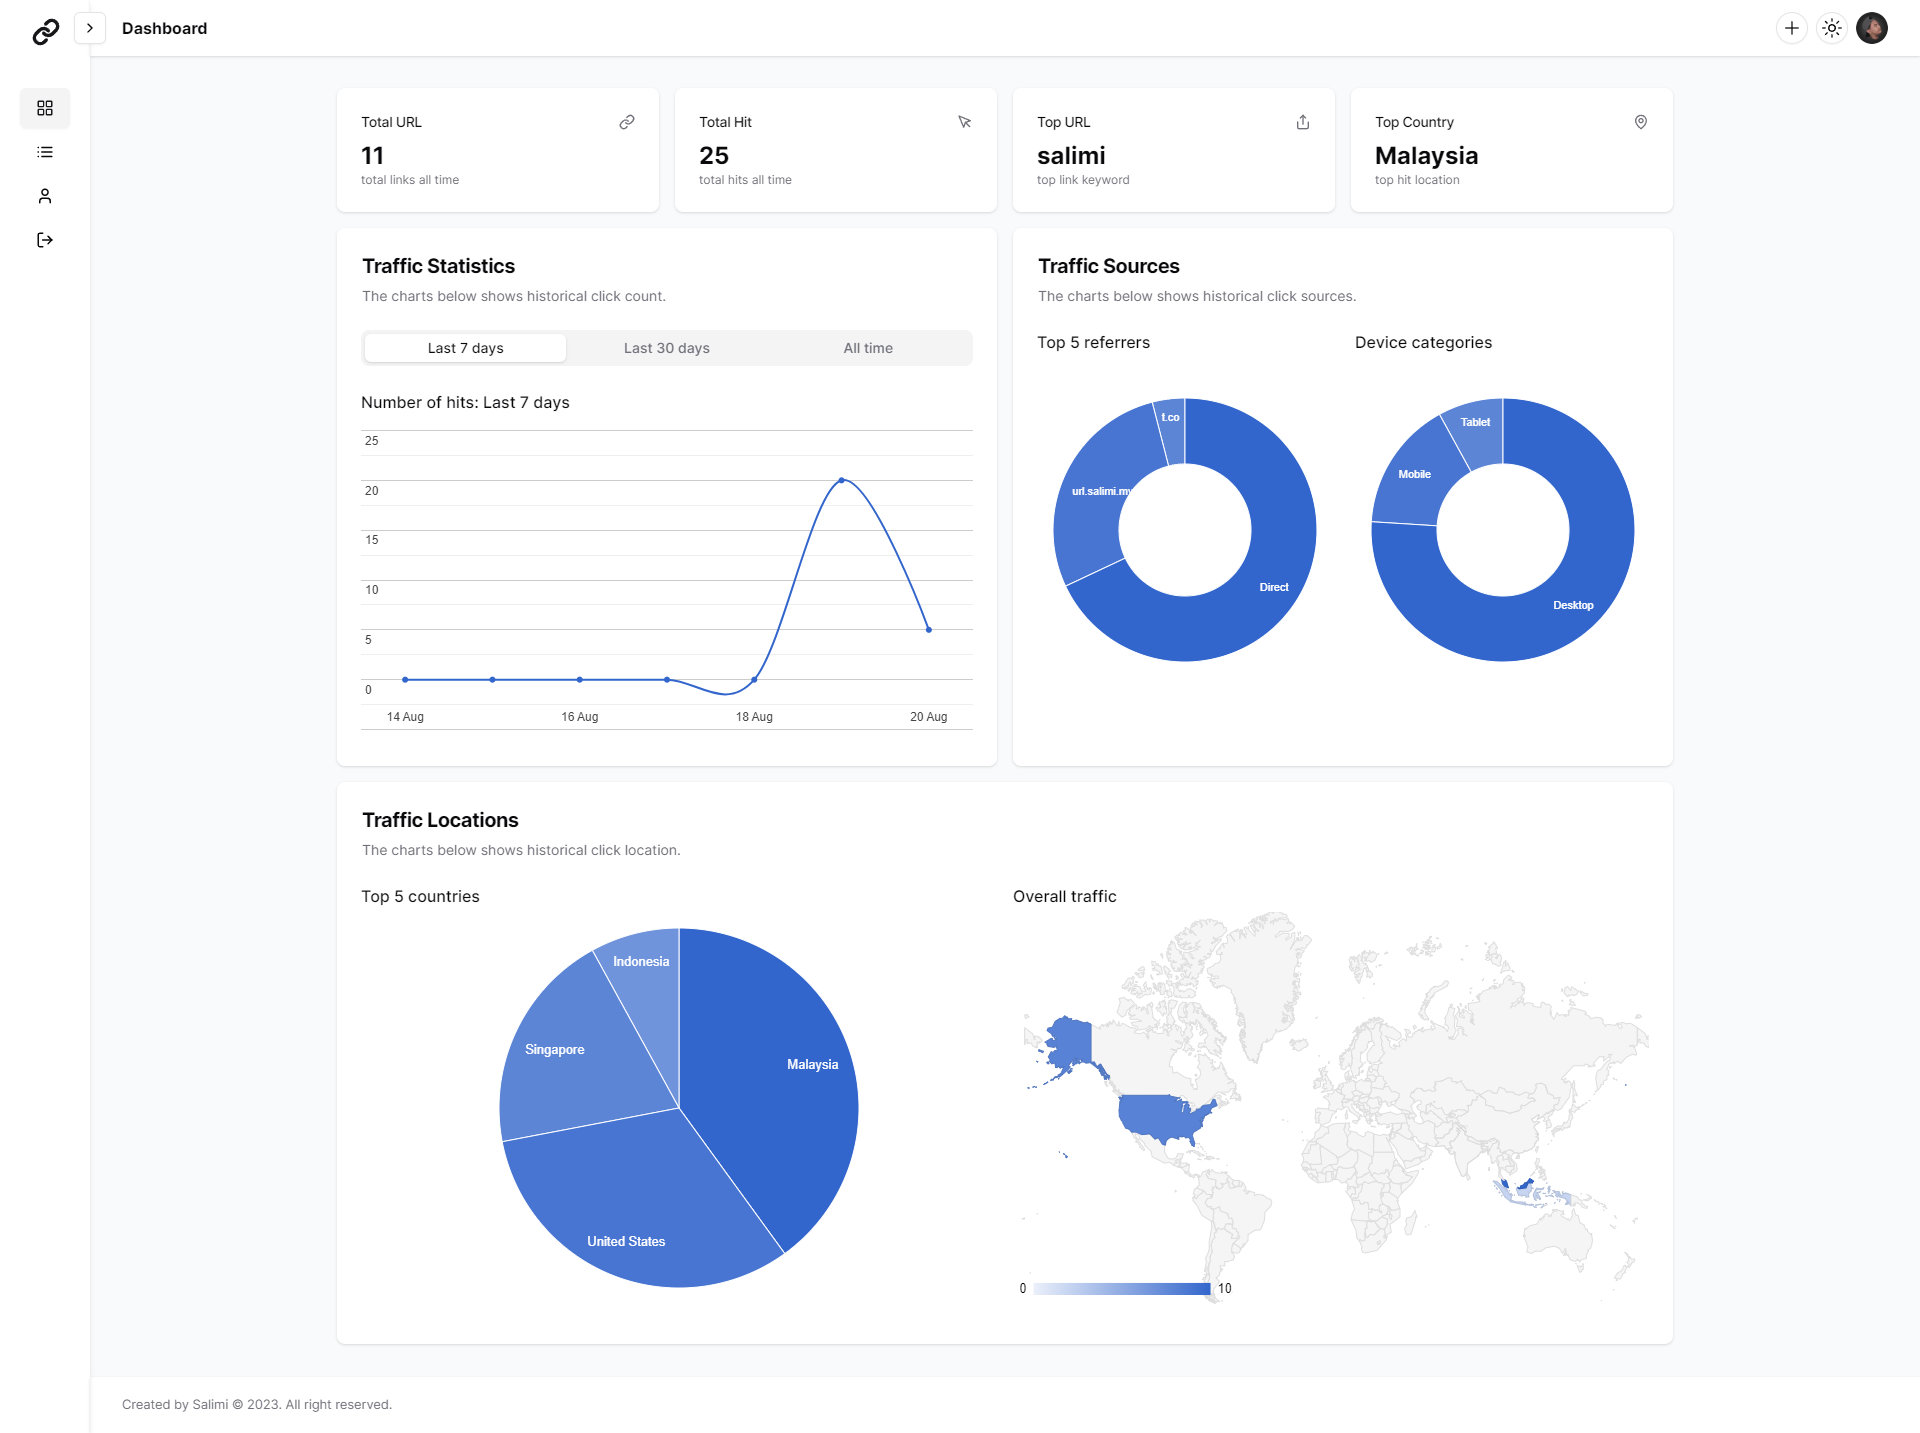 Dashboard
Total URL
11
total links all time
Total Hit
25
total hits all time
Top URL
salimi
top link keyword
Top Country
Malaysia
top hit location
Traffic Statistics
The charts below shows historical click count.
Last 7 days
Last 30 days
All time
Number of hits: Last 7 days
25
20
15
10
5
0
14 Aug
16 Aug
18 Aug
20 Aug
Traffic Sources
The charts below shows historical click sources.
Top 5 referrers
t.co
url.salimi.my
Direct
Device categories
Tablet
Mobile
Desktop
Traffic Locations
The charts below shows historical click location.
Top 5 countries
Indonesia
Singapore
Malaysia
United States
Overall traffic
0
10
Created by Salimi © 2023. All right reserved.